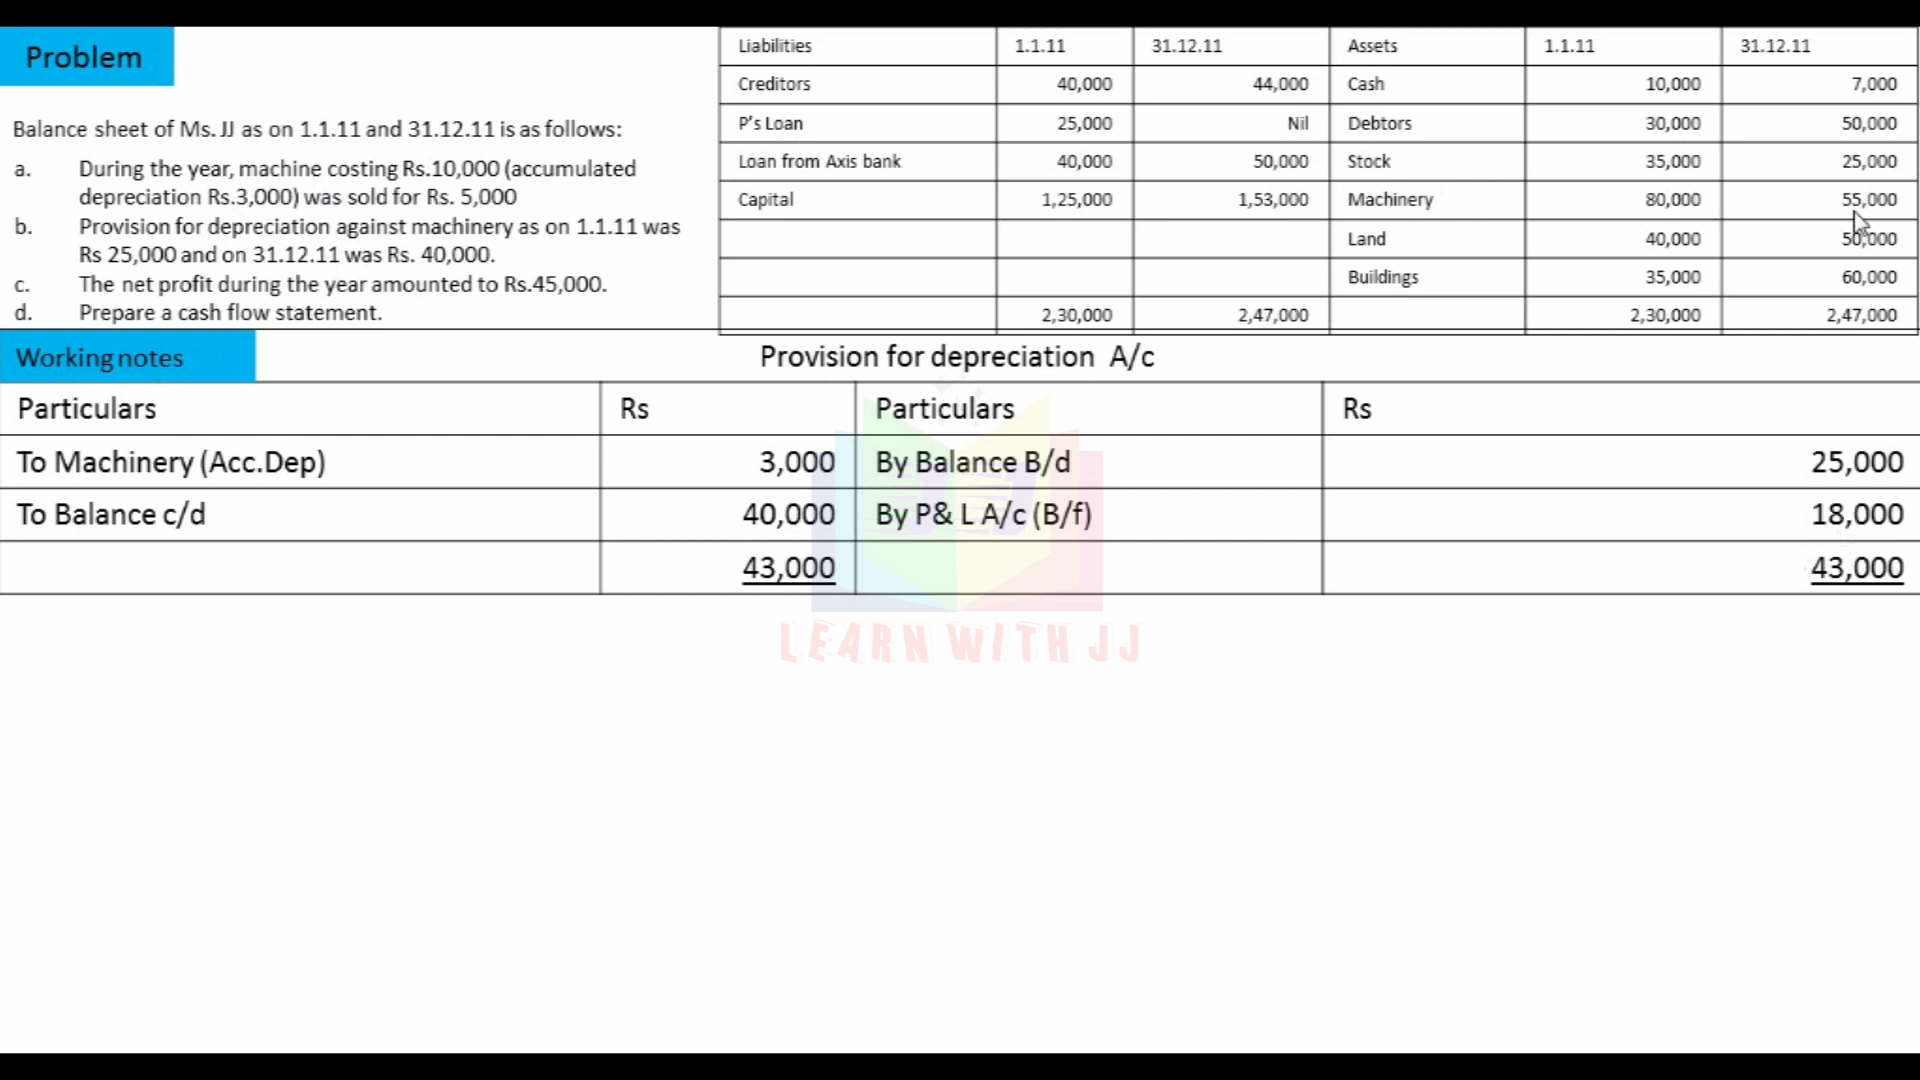 Problem
Balance sheet of Ms. JJ as on 1.1.11 and 31.12.11 is as follows:
a. During the year, machine costing Rs.10,000 (accumulated
depreciation Rs.3,000) was sold for Rs. 5,000
b. Provision for depreciation against machinery as on 1.1.11 was
Rs 25,000 and on 31.12.11 was Rs. 40,000.
c. The net profit during the year amounted to Rs.45,000.
d. Prepare a cash flow statement.
Liabilities 1.1.11 31.12.11 Assets 1.1.11 31.12.11
Creditors 40,000 44,000 Cash 10,000 7,000
P's Loan 25,000 Nil Debtors 30,000 50,000
Loan from Axis bank 40,000 50,000 Stock 35,000 25,000
Capital 1,25,000 1,53,000 Machinery 80,000 55,000
Land 40,000 50,000
Buildings 35,000 60,000
2,30,000 2,47,000 2,30,000 2,47,000
Working notes
Provision for depreciation A/c
Particulars Rs Particulars Rs
To Machinery (Acc.Dep) 3,000 By Balance B/d 25,000
To Balance c/d 40,000 By P& L A/c (B/f) 18,000
43,000 43,000
LEARN WITH JJ